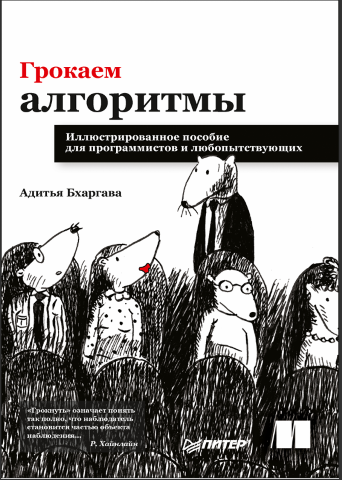 Грокаем
алгоритмы
Иллюстрированное пособие
для программистов и любопытствующих
Адитья Бхаргава
«Грокнуть» означает понять
так полно, что наблюдатель
становится частью объекта
наблюдения...
Р. Хайнлайн
ПИТЕР